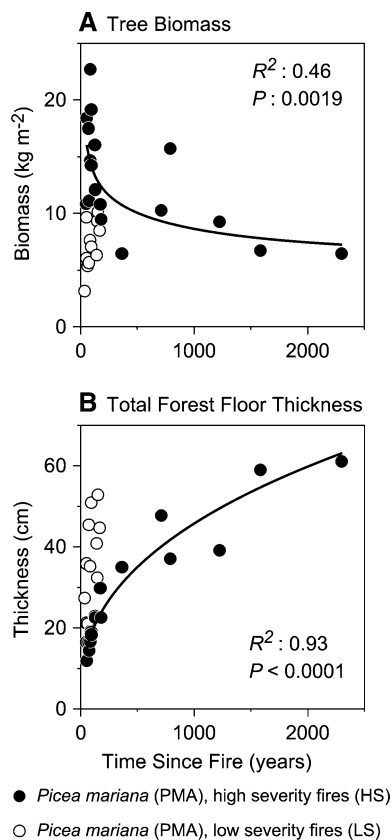 A Tree Biomass
R² : 0.46
P : 0.0019
Biomass (kg m-2)
20
10
0
0 1000 2000
B Total Forest Floor Thickness
Thickness (cm)
60
40
20
0
R² : 0.93
P < 0.0001
0 1000 2000
Time Since Fire (years)
Picea mariana (PMA), high severity fires (HS)
Picea mariana (PMA), low severity fires (LS)